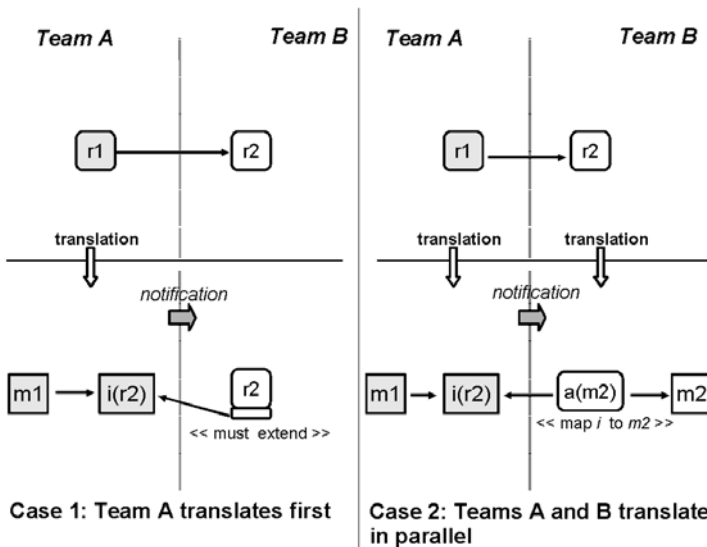 Team A
Team B
r1
r2
translation
notification
m1
i(r2)
r2
<< must extend >>
Case 1: Team A translates first
Team A
Team B
r1
r2
translation
translation
notification
m1
i(r2)
a(m2)
m2
<< map i to m2 >>
Case 2: Teams A and B translate
in parallel